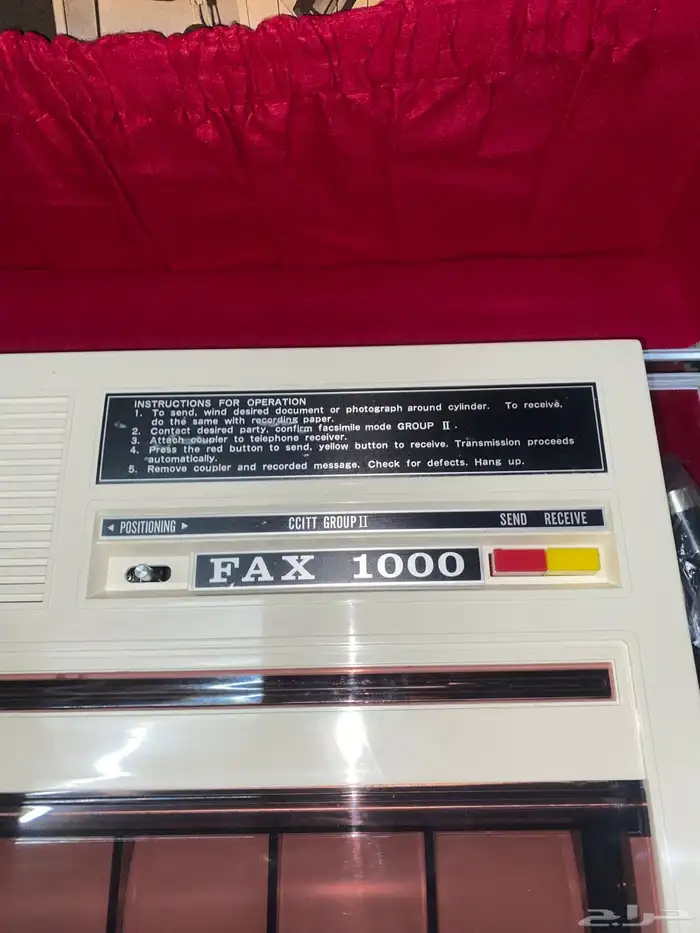 INSTRUCTIONS FOR OPERATION
1. To send, wind desired document or photograph around cylinder. To receive,
do the same with recording paper.
2. Contact desired party, confirm facsimile mode GROUP II .
3. Attach coupler to telephone receiver.
4. Press the red button to send, yellow button to receive. Transmission proceeds
automatically.
5. Remove coupler and recorded message. Check for defects. Hang up.
◄ POSITIONING ► CCITT GROUP II SEND RECEIVE
FAX 1000
حراج